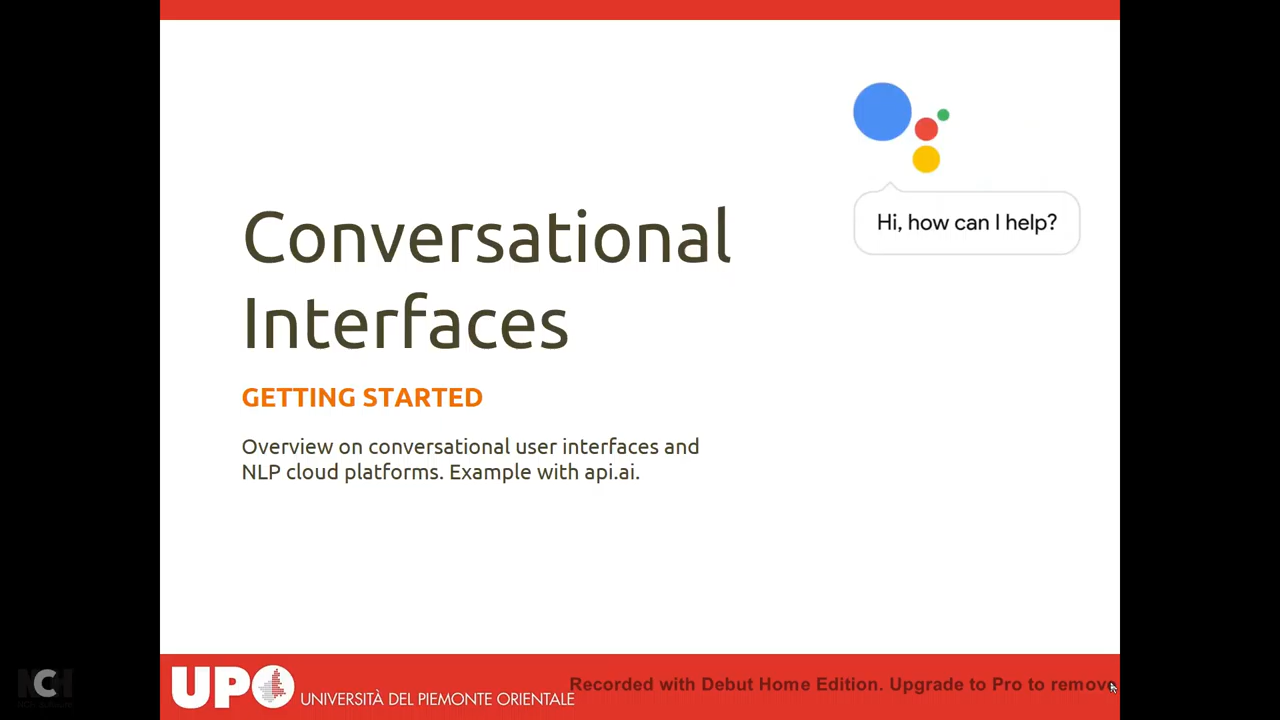 Hi, how can I help?
Conversational
Interfaces
GETTING STARTED
Overview on conversational user interfaces and
NLP cloud platforms. Example with api.ai.
UPO
UNIVERSITÀ DEL PIEMONTE ORIENTALE
Recorded with Debut Home Edition. Upgrade to Pro to remove
NCH